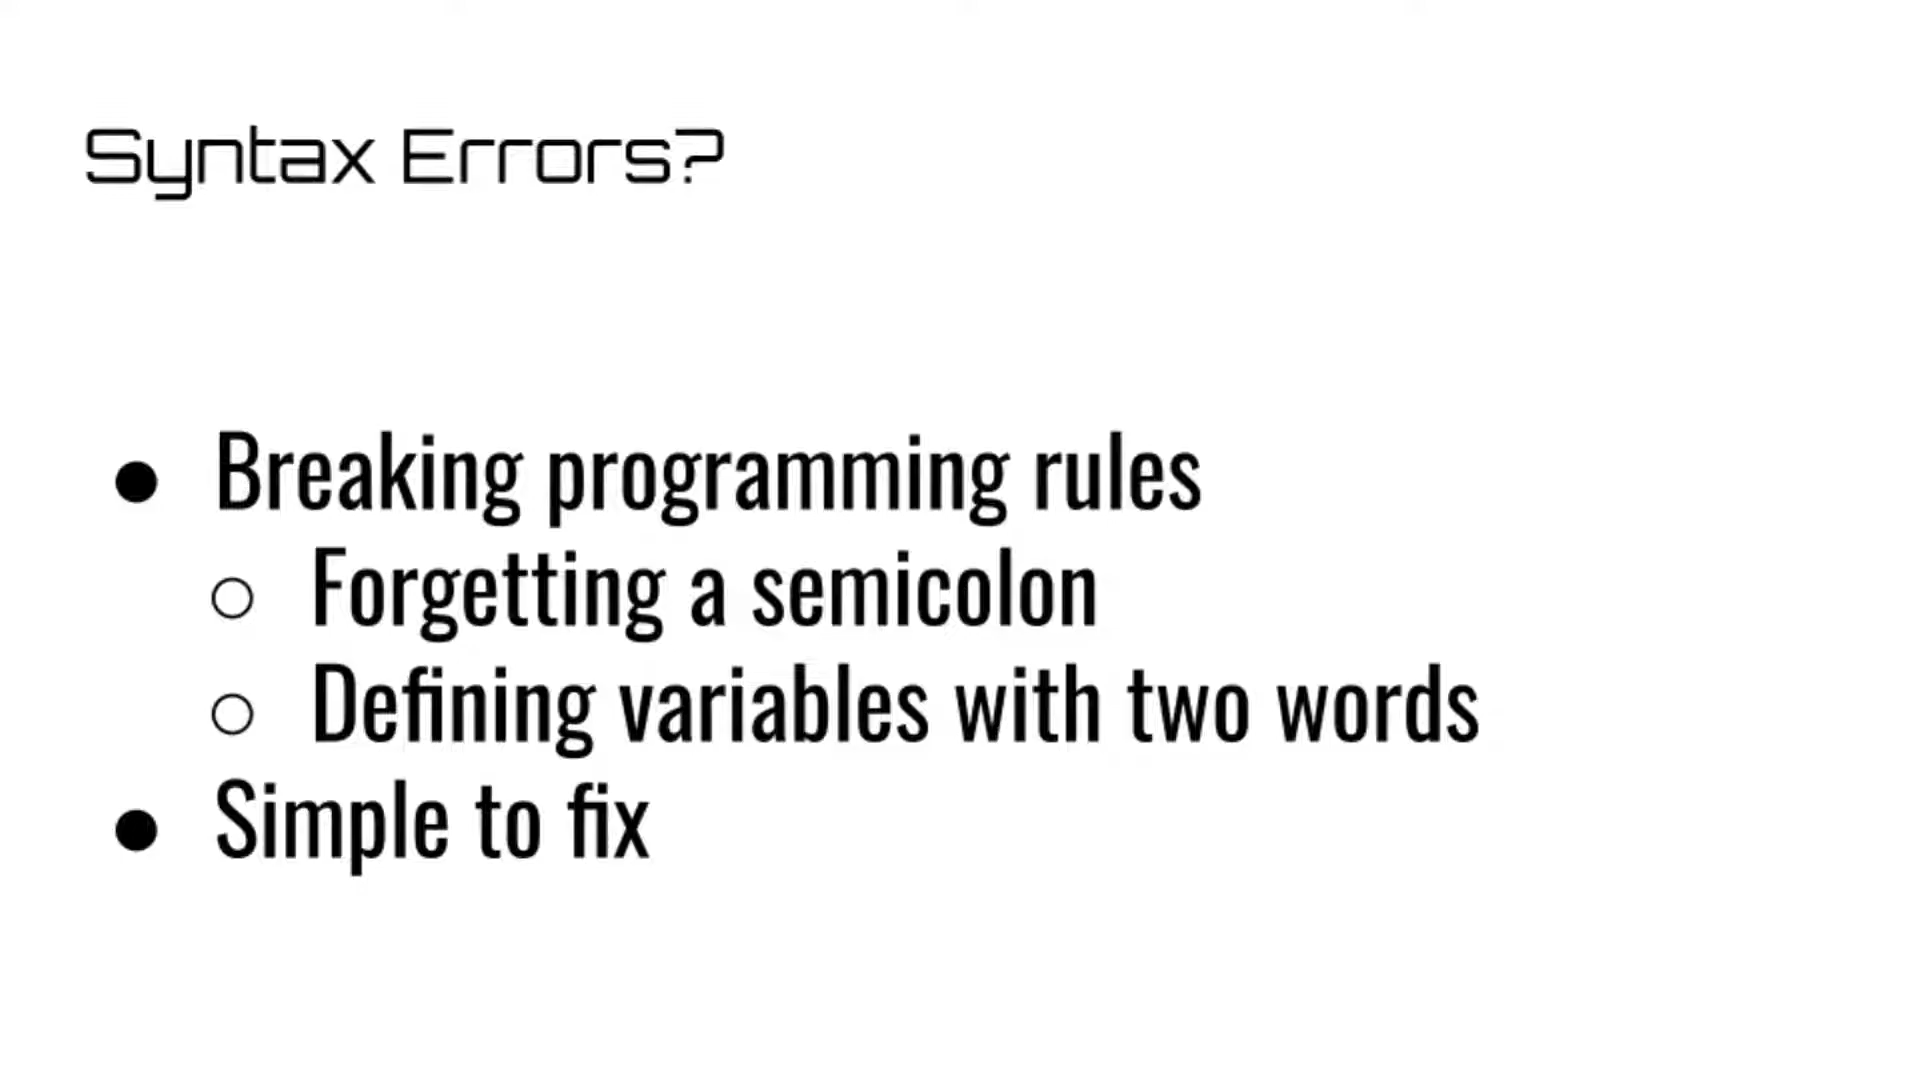 Syntax Errors?
● Breaking programming rules
○ Forgetting a semicolon
○ Defining variables with two words
● Simple to fix